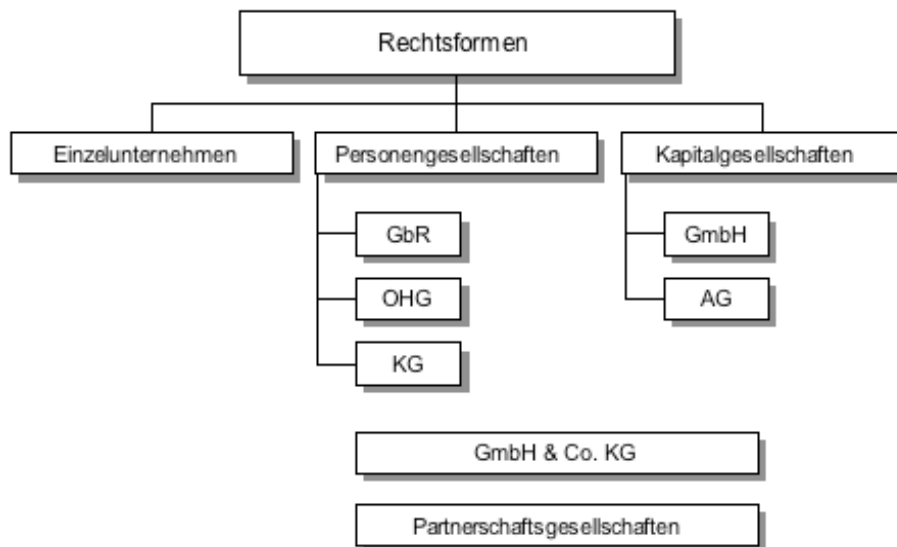 Rechtsformen
Einzelunternehmen
Personengesellschaften
Kapitalgesellschaften
GbR
GmbH
OHG
AG
KG
GmbH & Co. KG
Partnerschaftsgesellschaften